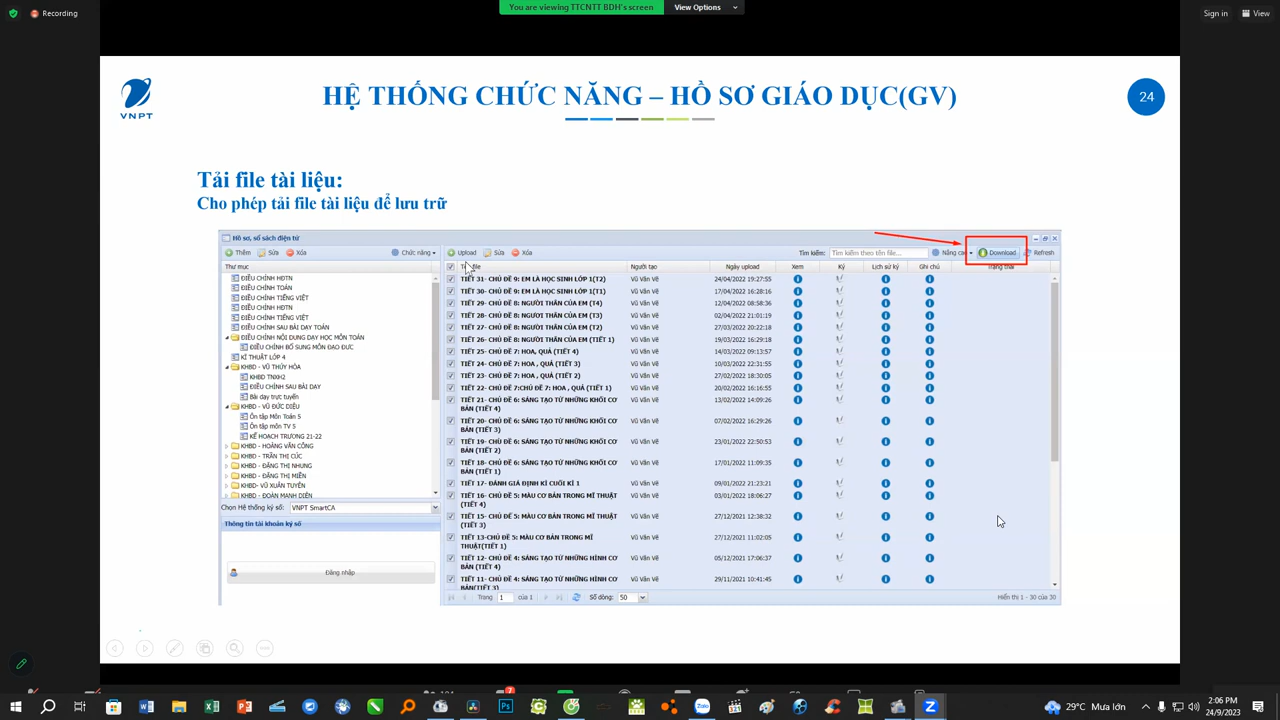 Recording
You are viewing TTCNTT BDH's screen
View Options
Sign in
View
VNPT
HỆ THỐNG CHỨC NĂNG – HỒ SƠ GIÁO DỤC(GV)
24
Tải file tài liệu:
Cho phép tải file tài liệu để lưu trữ
Hồ sơ, sổ sách điện tử
Thêm Sửa Xóa Chức năng
Thư mục
ĐIỀU CHỈNH HĐTN
ĐIỀU CHỈNH TOÁN
ĐIỀU CHỈNH TIẾNG VIỆT
ĐIỀU CHỈNH HĐTN
ĐIỀU CHỈNH TIẾNG VIỆT
ĐIỀU CHỈNH SAU BÀI DẠY TOÁN
ĐIỀU CHỈNH NỘI DUNG DẠY HỌC MÔN TOÁN
ĐIỀU CHỈNH BỔ SUNG MÔN ĐẠO ĐƯC
KĨ THUẬT LỚP 4
KHBD - VŨ THÚY HÒA
KHBD TNXH2
ĐIỀU CHỈNH SAU BÀI DẠY
Bài dạy trực tuyến
KHBD - VŨ ĐỨC DIỆU
Ôn tập Môn Toán 5
Ôn tập môn TV 5
KẾ HOẠCH TRƯƠNG 21-22
KHBD - HOÀNG VĂN CÔNG
KHBD - TRẦN THỊ CÚC
KHBD - ĐẶNG THỊ NHUNG
KHBD - ĐẶNG THỊ MIỀN
KHBD- VŨ XUÂN TUYÊN
KHBD - ĐOÀN MẠNH DIỆN
Chọn Hệ thống ký số: VNPT SmartCA
Thông tin tài khoản ký số
Đăng nhập
Upload Sửa Xóa Tìm kiếm: Tìm kiếm theo tên file... Nâng cao Download Refresh
Người tạo Ngày upload Xem Ký Lịch sử ký Ghi chú Trạng thái
TIẾT 31- CHỦ ĐỀ 9: EM LÀ HỌC SINH LỚP 1(T2) Vũ Văn Vẽ 24/04/2022 19:27:55
TIẾT 30- CHỦ ĐỀ 9: EM LÀ HỌC SINH LỚP 1(T1) Vũ Văn Vẽ 17/04/2022 16:28:16
TIẾT 29- CHỦ ĐỀ 8: NGƯỜI THÂN CỦA EM (T4) Vũ Văn Vẽ 12/04/2022 08:58:36
TIẾT 28- CHỦ ĐỀ 8: NGƯỜI THÂN CỦA EM (T3) Vũ Văn Vẽ 02/04/2022 21:01:19
TIẾT 27- CHỦ ĐỀ 8: NGƯỜI THÂN CỦA EM (T2) Vũ Văn Vẽ 27/03/2022 20:22:18
TIẾT 26- CHỦ ĐỀ 8: NGƯỜI THÂN CỦA EM (TIẾT 1) Vũ Văn Vẽ 19/03/2022 16:29:18
TIẾT 25- CHỦ ĐỀ 7: HOA, QUẢ (TIẾT 4) Vũ Văn Vẽ 14/03/2022 09:13:57
TIẾT 24- CHỦ ĐỀ 7: HOA , QUẢ (TIẾT 3) Vũ Văn Vẽ 10/03/2022 22:31:56
TIẾT 23- CHỦ ĐỀ 7: HOA , QUẢ (TIẾT 2) Vũ Văn Vẽ 27/02/2022 18:30:05
TIẾT 22- CHỦ ĐỀ 7:CHỦ ĐỀ 7: HOA , QUẢ (TIẾT 1) Vũ Văn Vẽ 20/02/2022 16:16:55
TIẾT 21- CHỦ ĐỀ 6: SÁNG TẠO TỪ NHỮNG KHỐI CƠ Vũ Văn Vẽ 13/02/2022 14:09:26
BẢN (TIẾT 4)
TIẾT 20- CHỦ ĐỀ 6: SÁNG TẠO TỪ NHỮNG KHỐI CƠ Vũ Văn Vẽ 07/02/2022 16:29:26
BẢN (TIẾT 3)
TIẾT 19- CHỦ ĐỀ 6: SÁNG TẠO TỪ NHỮNG KHỐI CƠ Vũ Văn Vẽ 23/01/2022 22:50:53
BẢN (TIẾT 2)
TIẾT 18- CHỦ ĐỀ 6: SÁNG TẠO TỪ NHỮNG KHỐI CƠ Vũ Văn Vẽ 17/01/2022 11:09:35
BẢN (TIẾT 1)
TIẾT 17- ĐÁNH GIÁ ĐỊNH KÌ CUỐI KÌ 1 Vũ Văn Vẽ 09/01/2022 21:23:21
TIẾT 16- CHỦ ĐỀ 5: MÀU CƠ BẢN TRONG MĨ THUẬT Vũ Văn Vẽ 03/01/2022 18:06:27
(TIẾT 4)
TIẾT 15- CHỦ ĐỀ 5: MÀU CƠ BẢN TRONG MĨ THUẬT Vũ Văn Vẽ 27/12/2021 12:38:32
(TIẾT 3)
TIẾT 13-CHỦ ĐỀ 5: MÀU CƠ BẢN TRONG MĨ Vũ Văn Vẽ 27/12/2021 11:02:05
THUẬT(TIẾT 1)
TIẾT 12- CHỦ ĐỀ 4: SÁNG TẠO TỪ NHỮNG HÌNH CƠ Vũ Văn Vẽ 05/12/2021 17:06:37
BẢN (TIẾT 4)
TIẾT 11- CHỦ ĐỀ 4: SÁNG TẠO TỪ NHỮNG HÌNH CƠ Vũ Văn Vẽ 29/11/2021 10:41:45
BẢN(TIẾT 3)
Trang 1 của 1 Số dòng: 50 Hiển thị 1 - 30 của 30
29°C Mưa lớn
2:06 PM
24/9/2023